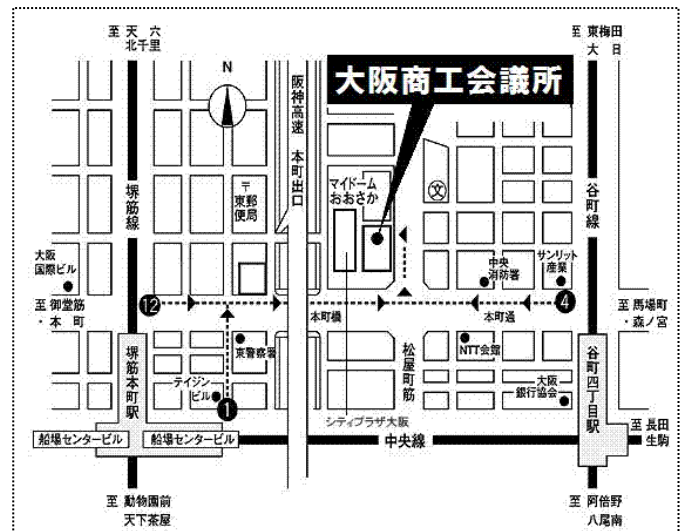 至 天 六
北千里
至 東梅田
大 日
N
阪神高速 本町出口
大阪商工会議所
堺筋線
谷町線
〒
東郵
便局
マイドーム
おおさか
文
大阪
国際ビル
中央
消防署
サンリット
産業
至 御堂筋
・本 町
12
4
至 馬場町
・森ノ宮
本町橋
本町通
東警察署
NTT会館
堺筋本町駅
テイジン
ビル
1
松屋町筋
谷町四丁目駅
大阪
銀行協会
シティプラザ大阪
船場センタービル
船場センタービル
中央線
至 長田
生駒
至 動物園前
天下茶屋
至 阿倍野
八尾南